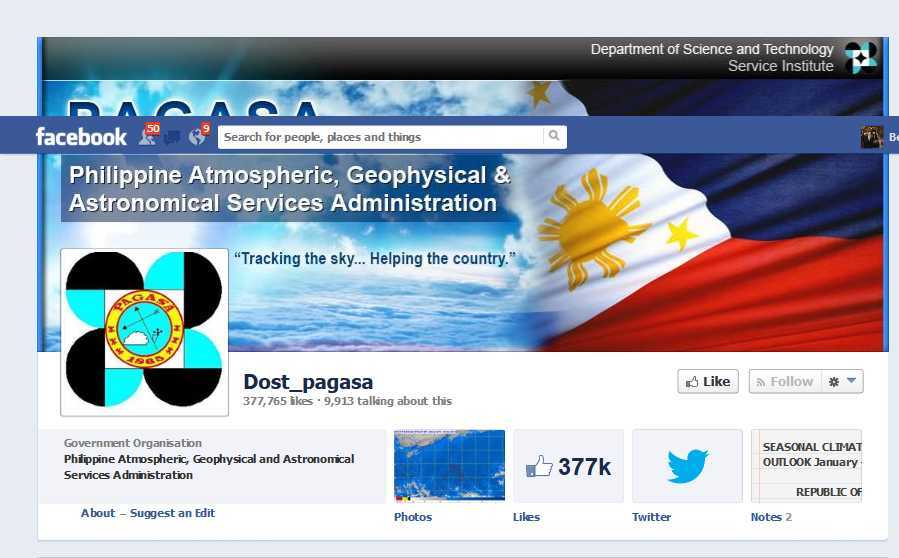 Department of Science and Technology
Service Institute
PAGASA
facebook
50
9
Search for people, places and things
Philippine Atmospheric, Geophysical &
Astronomical Services Administration
“Tracking the sky... Helping the country.”
PAGASA
1965
Dost_pagasa
377,765 likes · 9,913 talking about this
Like
Follow
Government Organisation
Philippine Atmospheric, Geophysical and Astronomical
Services Administration
About – Suggest an Edit
377k
SEASONAL CLIMAT
OUTLOOK January -
REPUBLIC OF
Photos
Likes
Twitter
Notes 2